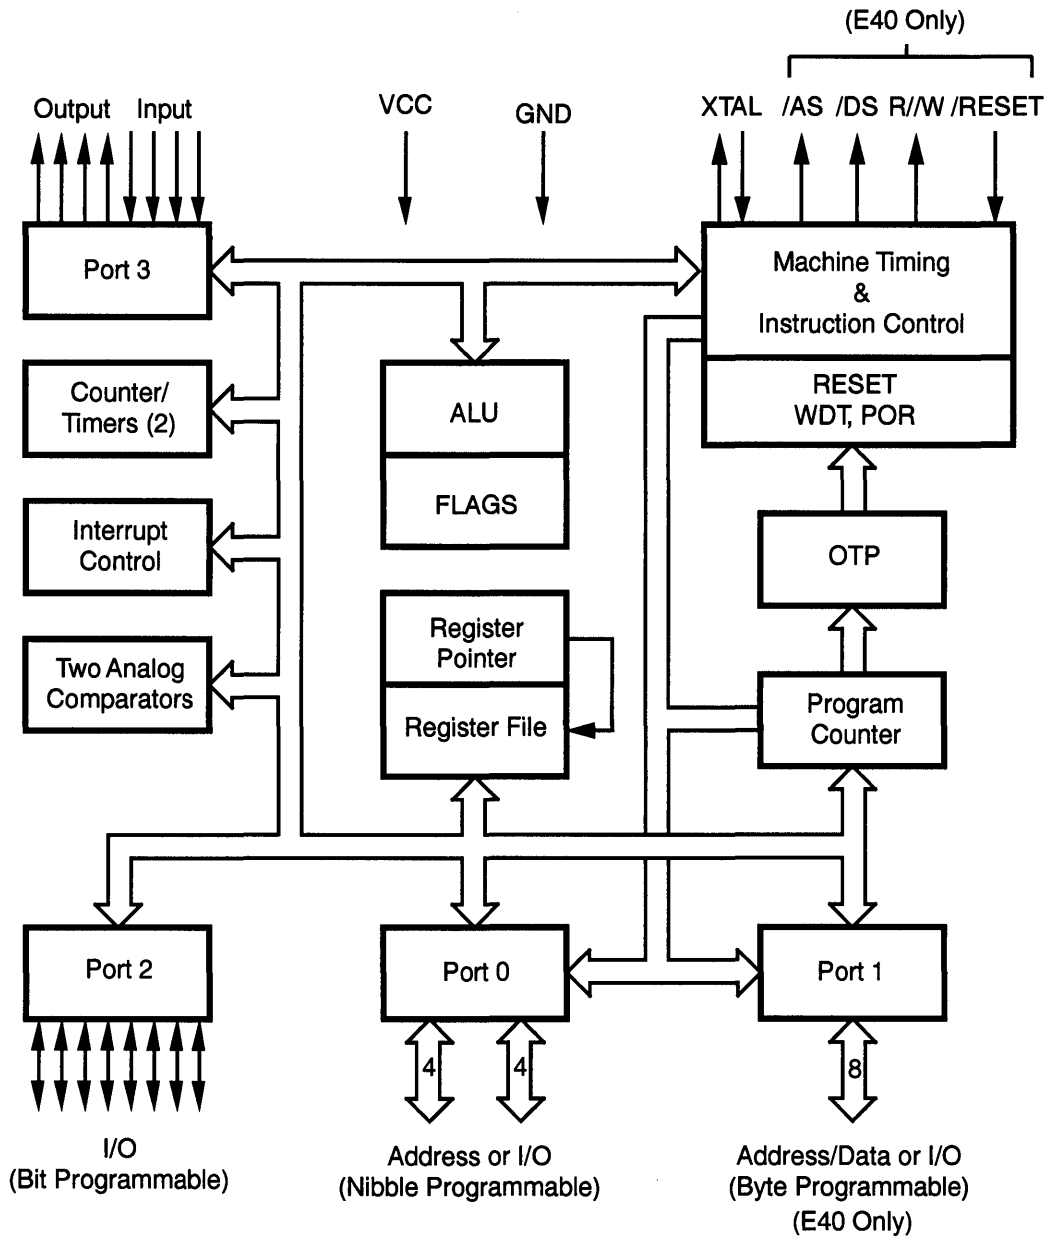 (E40 Only)
Output Input VCC GND XTAL /AS /DS R//W /RESET
Port 3
Machine Timing
&
Instruction Control
RESET
WDT, POR
Counter/
Timers (2)
ALU
FLAGS
Interrupt
Control
OTP
Register
Pointer
Register File
Two Analog
Comparators
Program
Counter
Port 2
Port 0
Port 1
4
4
8
I/O
(Bit Programmable)
Address or I/O
(Nibble Programmable)
Address/Data or I/O
(Byte Programmable)
(E40 Only)